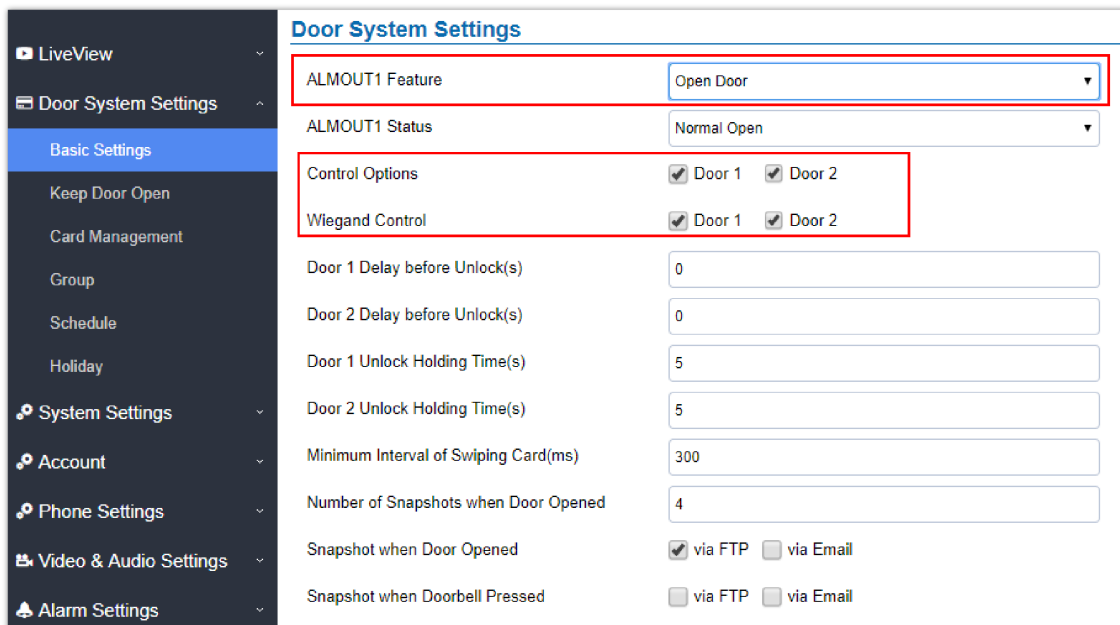 LiveView
Door System Settings
Basic Settings
Keep Door Open
Card Management
Group
Schedule
Holiday
System Settings
Account
Phone Settings
Video & Audio Settings
Alarm Settings
Door System Settings
ALMOUT1 Feature Open Door
ALMOUT1 Status Normal Open
Control Options Door 1 Door 2
Wiegand Control Door 1 Door 2
Door 1 Delay before Unlock(s) 0
Door 2 Delay before Unlock(s) 0
Door 1 Unlock Holding Time(s) 5
Door 2 Unlock Holding Time(s) 5
Minimum Interval of Swiping Card(ms) 300
Number of Snapshots when Door Opened 4
Snapshot when Door Opened via FTP via Email
Snapshot when Doorbell Pressed via FTP via Email